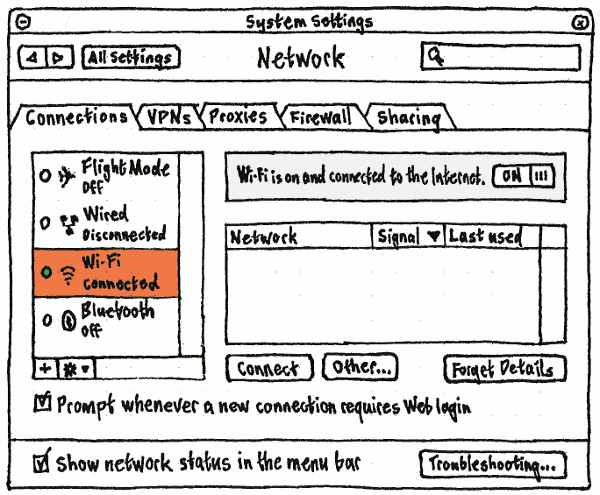 System Settings
All Settings
Network
Connections
VPNs
Proxies
Firewall
Sharing
Flight Mode
Off
Wired
Disconnected
Wi-Fi
connected
Bluetooth
off
Wi-Fi is on and connected to the Internet.
ON
Network
Signal
Last used
Connect
Other...
Forget Details
Prompt whenever a new connection requires Web login
Show network status in the menu bar
Troubleshooting...